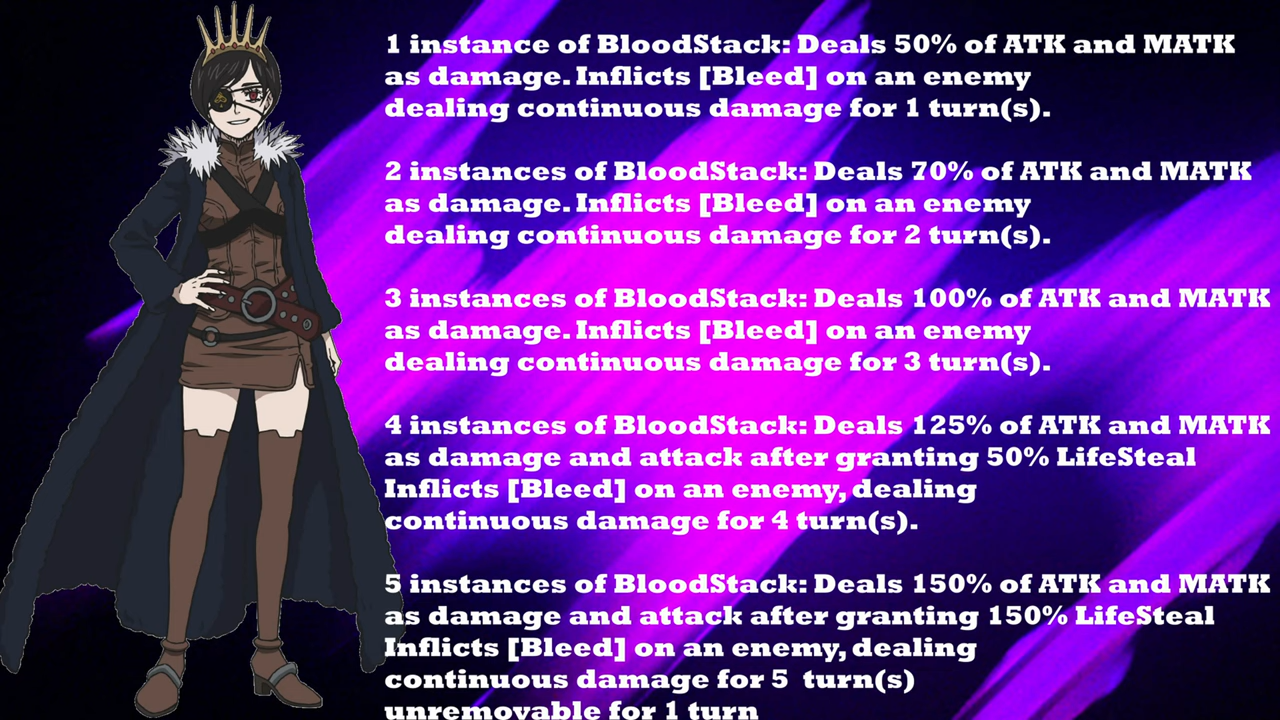 1 instance of BloodStack: Deals 50% of ATK and MATK
as damage. Inflicts [Bleed] on an enemy
dealing continuous damage for 1 turn(s).
2 instances of BloodStack: Deals 70% of ATK and MATK
as damage. Inflicts [Bleed] on an enemy
dealing continuous damage for 2 turn(s).
3 instances of BloodStack: Deals 100% of ATK and MATK
as damage. Inflicts [Bleed] on an enemy
dealing continuous damage for 3 turn(s).
4 instances of BloodStack: Deals 125% of ATK and MATK
as damage and attack after granting 50% LifeSteal
Inflicts [Bleed] on an enemy, dealing
continuous damage for 4 turn(s).
5 instances of BloodStack: Deals 150% of ATK and MATK
as damage and attack after granting 150% LifeSteal
Inflicts [Bleed] on an enemy, dealing
continuous damage for 5 turn(s)
unremovable for 1 turn